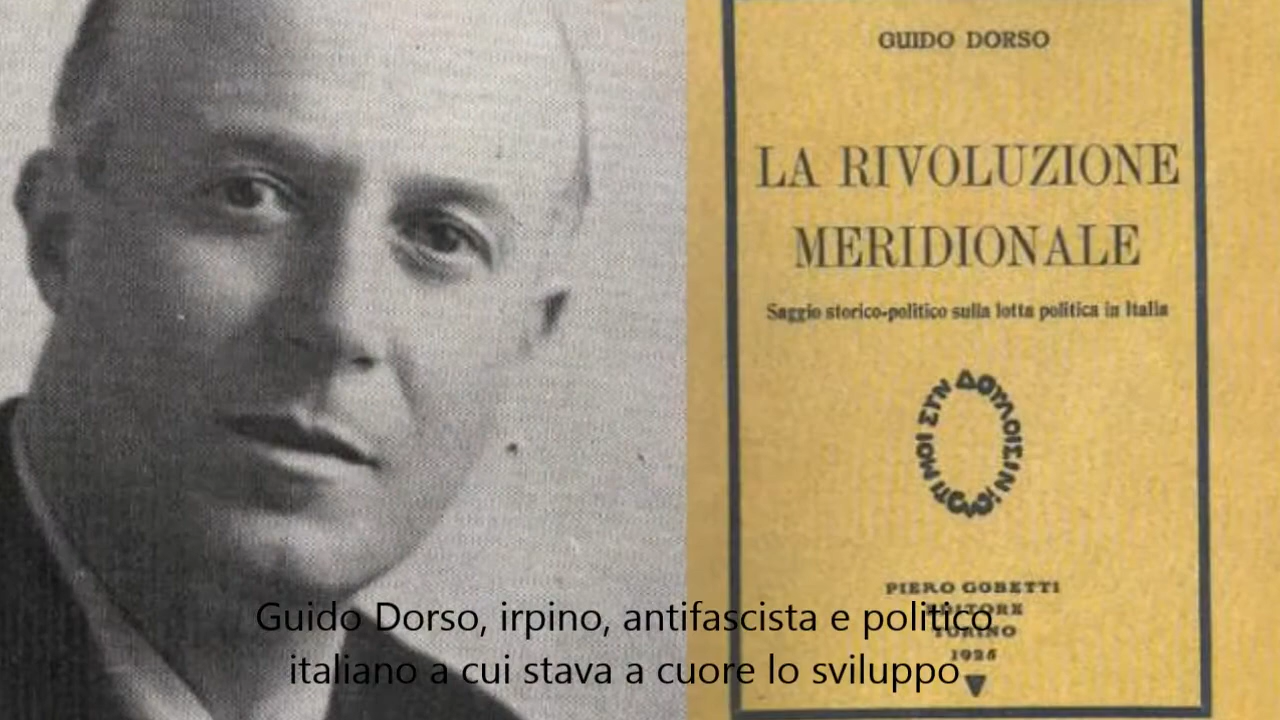 GUIDO DORSO
LA RIVOLUZIONE
MERIDIONALE
Saggio storico-politico sulla lotta politica in Italia
ΤΙ ΜΟΙ ΣΥΝ ΔΟΥΛΟΙΣΙΝ
PIERO GOBETTI
EDITORE
TORINO
Guido Dorso, irpino, antifascista e politico
italiano a cui stava a cuore lo sviluppo